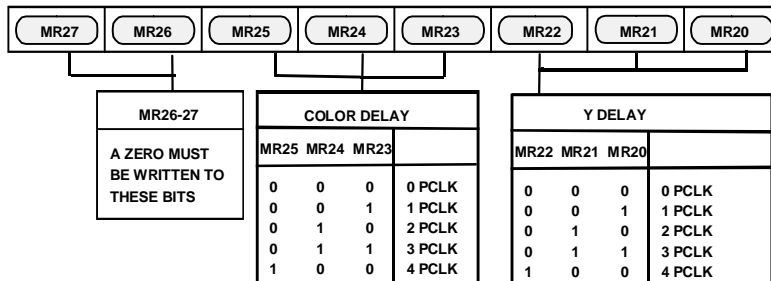 MR27 MR26 MR25 MR24 MR23 MR22 MR21 MR20
MR26-27
A ZERO MUST
BE WRITTEN TO
THESE BITS
COLOR DELAY
MR25 MR24 MR23
0 0 0 0 PCLK
0 0 1 1 PCLK
0 1 0 2 PCLK
0 1 1 3 PCLK
1 0 0 4 PCLK
Y DELAY
MR22 MR21 MR20
0 0 0 0 PCLK
0 0 1 1 PCLK
0 1 0 2 PCLK
0 1 1 3 PCLK
1 0 0 4 PCLK